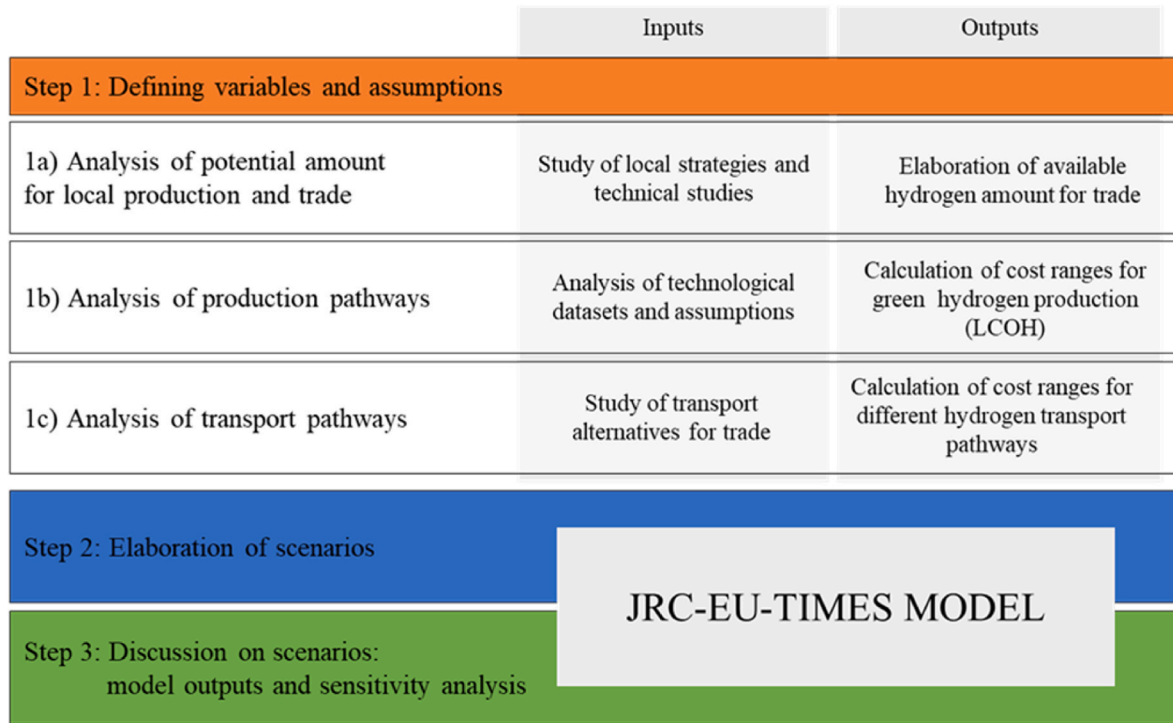 Inputs
Outputs
Step 1: Defining variables and assumptions
1a) Analysis of potential amount
for local production and trade
Study of local strategies and
technical studies
Elaboration of available
hydrogen amount for trade
1b) Analysis of production pathways
Analysis of technological
datasets and assumptions
Calculation of cost ranges for
green hydrogen production
(LCOH)
1c) Analysis of transport pathways
Study of transport
alternatives for trade
Calculation of cost ranges for
different hydrogen transport
pathways
Step 2: Elaboration of scenarios
JRC-EU-TIMES MODEL
Step 3: Discussion on scenarios:
model outputs and sensitivity analysis